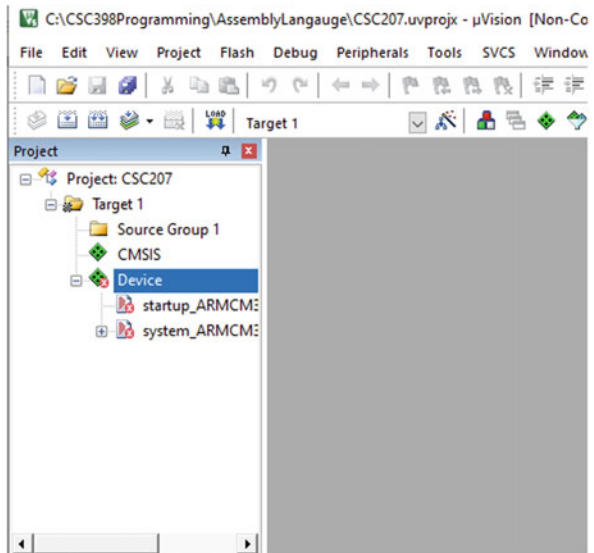 C:\CSC398Programming\AssemblyLangauge\CSC207.uvprojx - µVision [Non-Co
File Edit View Project Flash Debug Peripherals Tools SVCS Window
LOAD Target 1
Project
Project: CSC207
Target 1
Source Group 1
CMSIS
Device
startup_ARMCM3
system_ARMCM3